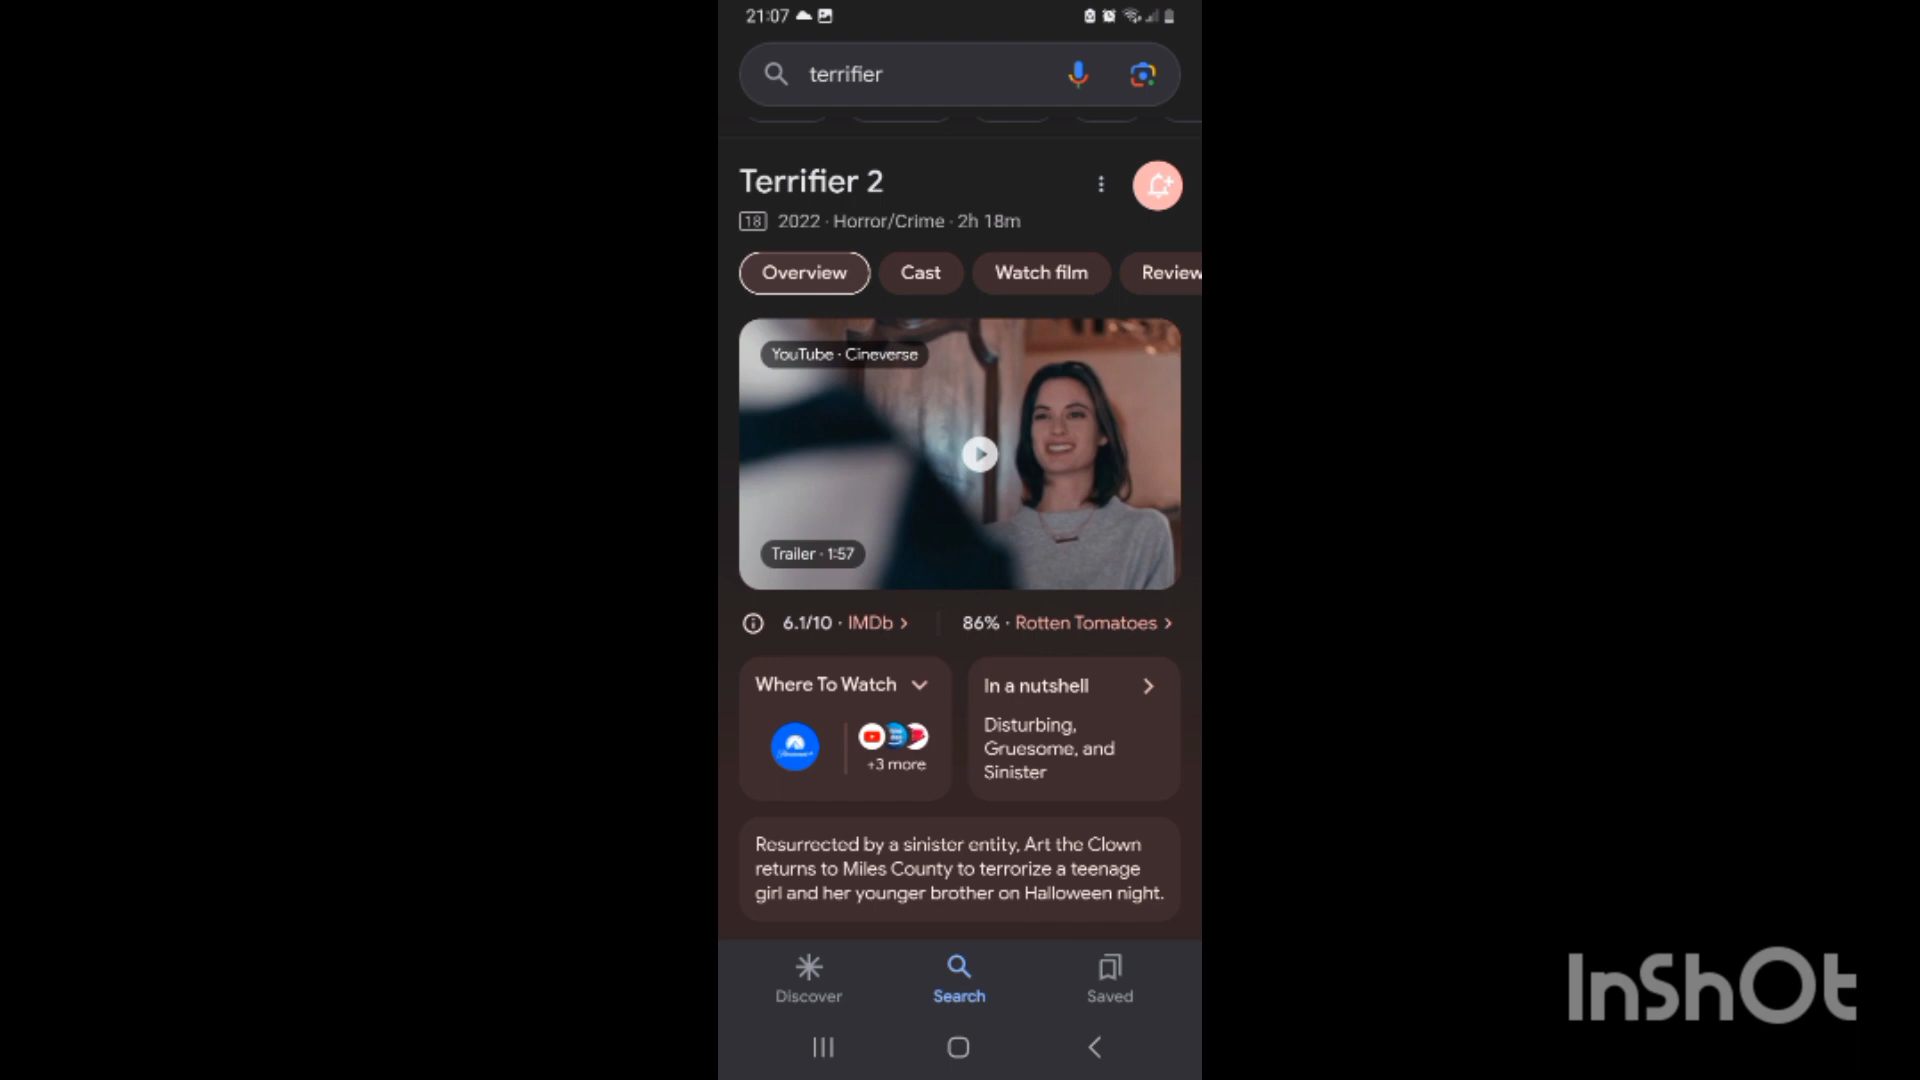 21:07
terrifier
Terrifier 2
18 2022 · Horror/Crime · 2h 18m
Overview Cast Watch film Review
YouTube · Cineverse
Trailer · 1:57
6.1/10 · IMDb 86% · Rotten Tomatoes
Where To Watch
+3 more
In a nutshell
Disturbing,
Gruesome, and
Sinister
Resurrected by a sinister entity, Art the Clown
returns to Miles County to terrorize a teenage
girl and her younger brother on Halloween night.
Discover Search Saved
InShOt